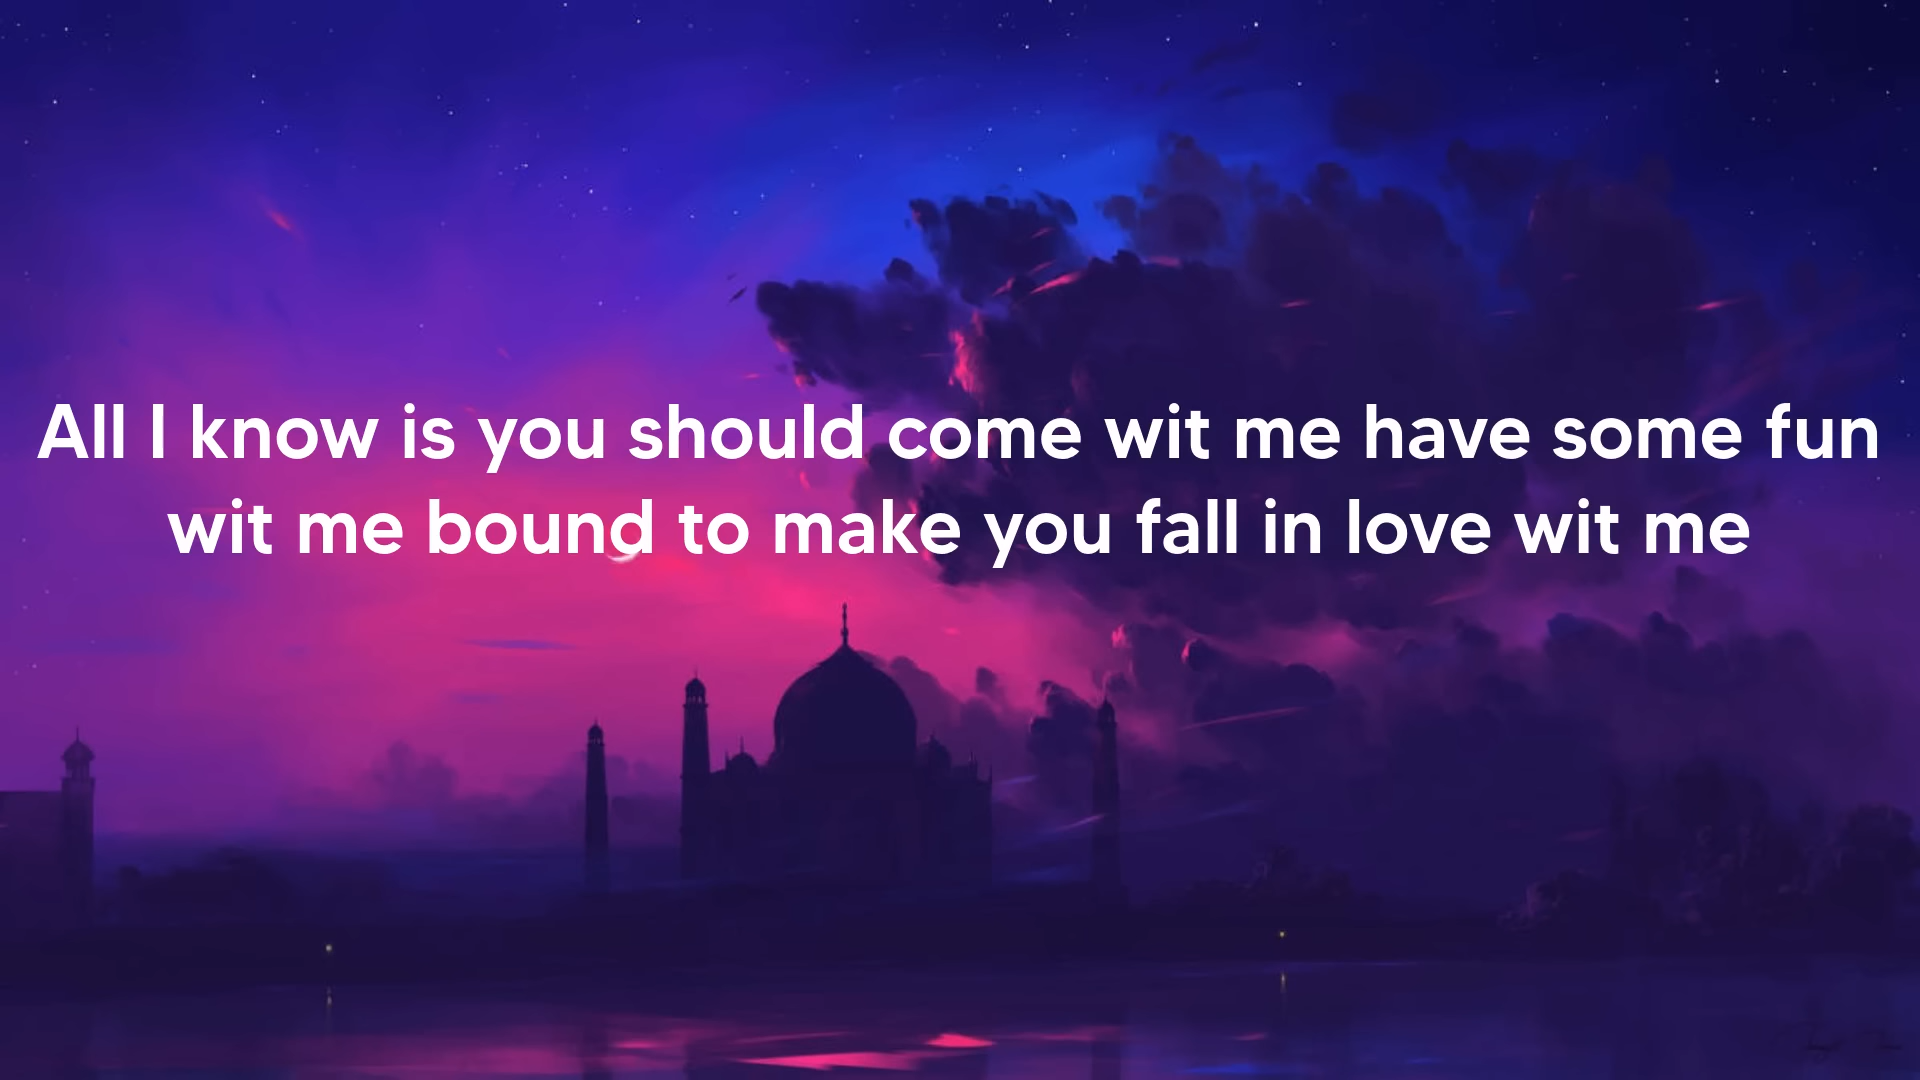 All I know is you should come wit me have some fun
wit me bound to make you fall in love wit me